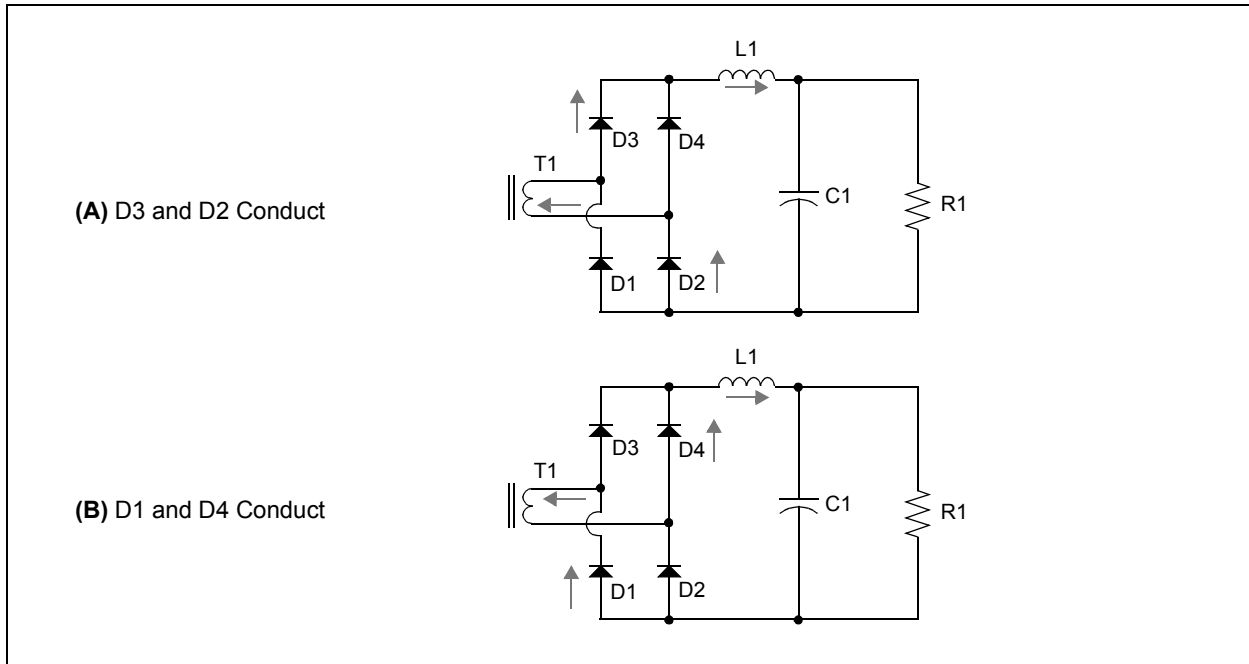 L1
D3
D4
T1
(A) D3 and D2 Conduct
C1
R1
D1
D2
L1
D3
D4
T1
(B) D1 and D4 Conduct
C1
R1
D1
D2